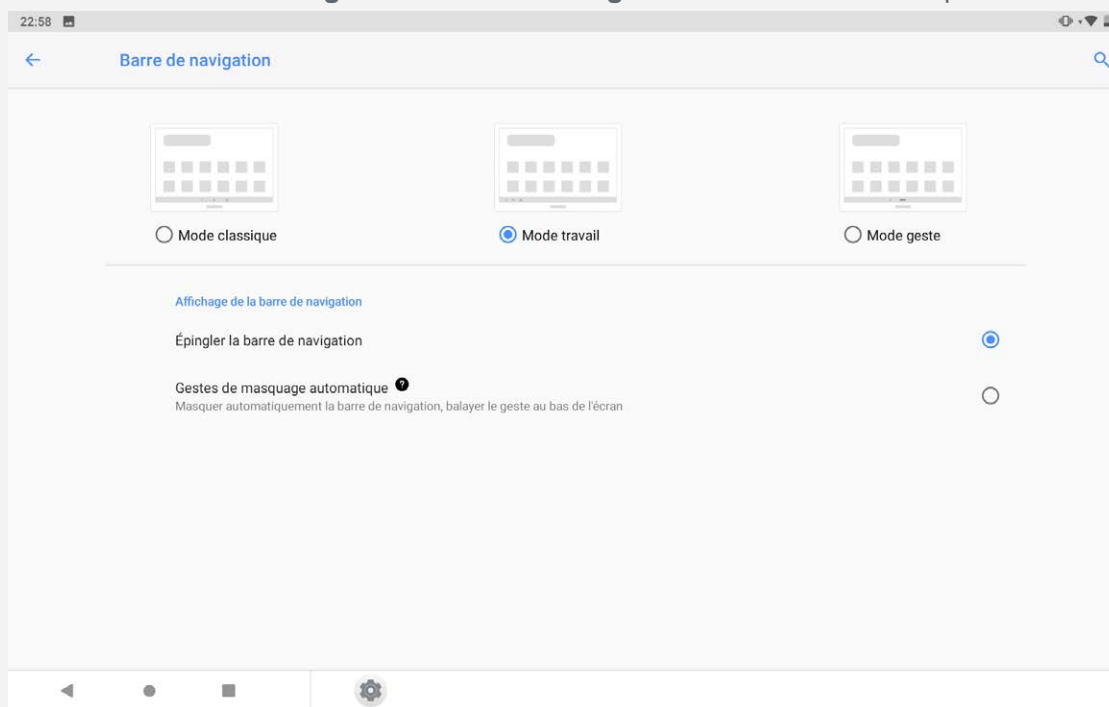 22:58
Barre de navigation
Mode classique
Mode travail
Mode geste
Affichage de la barre de navigation
Épingler la barre de navigation
Gestes de masquage automatique ?
Masquer automatiquement la barre de navigation, balayer le geste au bas de l'écran